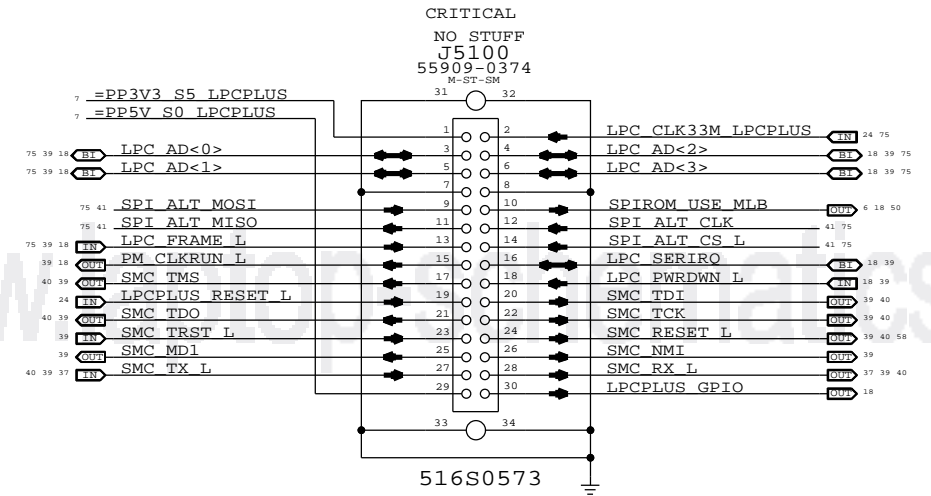 CRITICAL
NO STUFF
J5100
55909-0374
M-ST-SM
31 32
7 =PP3V3_S5_LPCPLUS
7 =PP5V_S0_LPCPLUS
1 2 LPC_CLK33M_LPCPLUS IN 24 75
75 39 18 BI LPC_AD<0> 3 4 LPC_AD<2> BI 18 39 75
75 39 18 BI LPC_AD<1> 5 6 LPC_AD<3> BI 18 39 75
7 8
75 41 SPI_ALT_MOSI 9 10 SPIROM_USE_MLB OUT 6 18 50
75 41 SPI_ALT_MISO 11 12 SPI_ALT_CLK 41 75
75 39 18 IN LPC_FRAME_L 13 14 SPI_ALT_CS_L 41 75
39 18 OUT PM_CLKRUN_L 15 16 LPC_SERIRQ BI 18 39
40 39 OUT SMC_TMS 17 18 LPC_PWRDWN_L IN 18 39
24 IN LPCPLUS_RESET_L 19 20 SMC_TDI OUT 39 40
40 39 OUT SMC_TDO 21 22 SMC_TCK OUT 39 40
39 IN SMC_TRST_L 23 24 SMC_RESET_L OUT 39 40 58
39 OUT SMC_MD1 25 26 SMC_NMI OUT 39
40 39 37 IN SMC_TX_L 27 28 SMC_RX_L OUT 37 39 40
29 30 LPCPLUS_GPIO OUT 18
33 34
516S0573